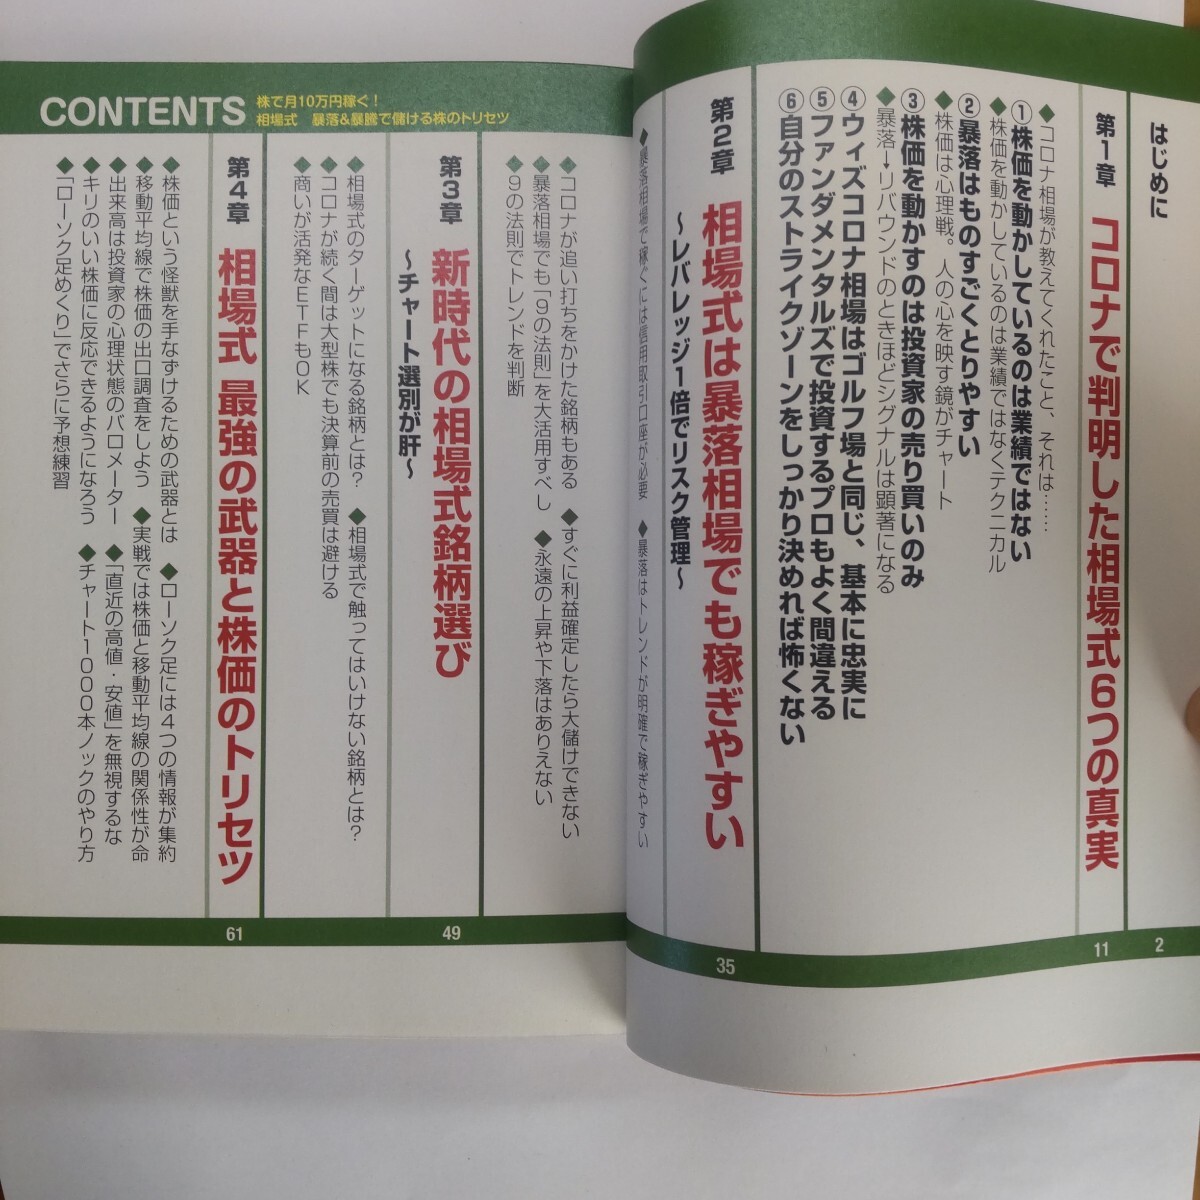 はじめに
2
第1章 コロナで判明した相場式6つの真実
11
◆コロナ相場が教えてくれたこと、それは……
①株価を動かしているのは業績ではない
◆株価を動かしているのは業績ではなくテクニカル
②暴落はものすごくとりやすい
◆株価は心理戦。人の心を映す鏡がチャート
③株価を動かすのは投資家の売り買いのみ
◆暴落→リバウンドのときほどシグナルは顕著になる
④ウィズコロナ相場はゴルフ場と同じ、基本に忠実に
⑤ファンダメンタルズで投資するプロもよく間違える
⑥自分のストライクゾーンをしっかり決めれば怖くない
第2章 相場式は暴落相場でも稼ぎやすい
〜レバレッジ1倍でリスク管理〜
35
◆暴落相場で稼ぐには信用取引口座が必要 ◆暴落はトレンドが明確で稼ぎやすい
CONTENTS
株で月10万円稼ぐ！
相場式 暴落&暴騰で儲ける株のトリセツ
◆コロナが追い打ちをかけた銘柄もある ◆すぐに利益確定したら大儲けできない
◆暴落相場でも「9の法則」を大活用すべし ◆永遠の上昇や下落はありえない
◆9の法則でトレンドを判断
第3章 新時代の相場式銘柄選び
〜チャート選別が肝〜
49
◆相場式のターゲットになる銘柄とは？ ◆相場式で触ってはいけない銘柄とは？
◆コロナが続く間は大型株でも決算前の売買は避ける
◆商いが活発なETFもOK
第4章 相場式 最強の武器と株価のトリセツ
61
◆株価という怪獣を手なずけるための武器とは ◆ローソク足には4つの情報が集約
◆移動平均線で株価の出口調査をしよう ◆実戦では株価と移動平均線の関係性が命
◆出来高は投資家の心理状態のバロメーター ◆「直近の高値・安値」を無視するな
◆キリのいい株価に反応できるようになろう ◆チャート1000本ノックのやり方
◆「ローソク足めくり」でさらに予想練習